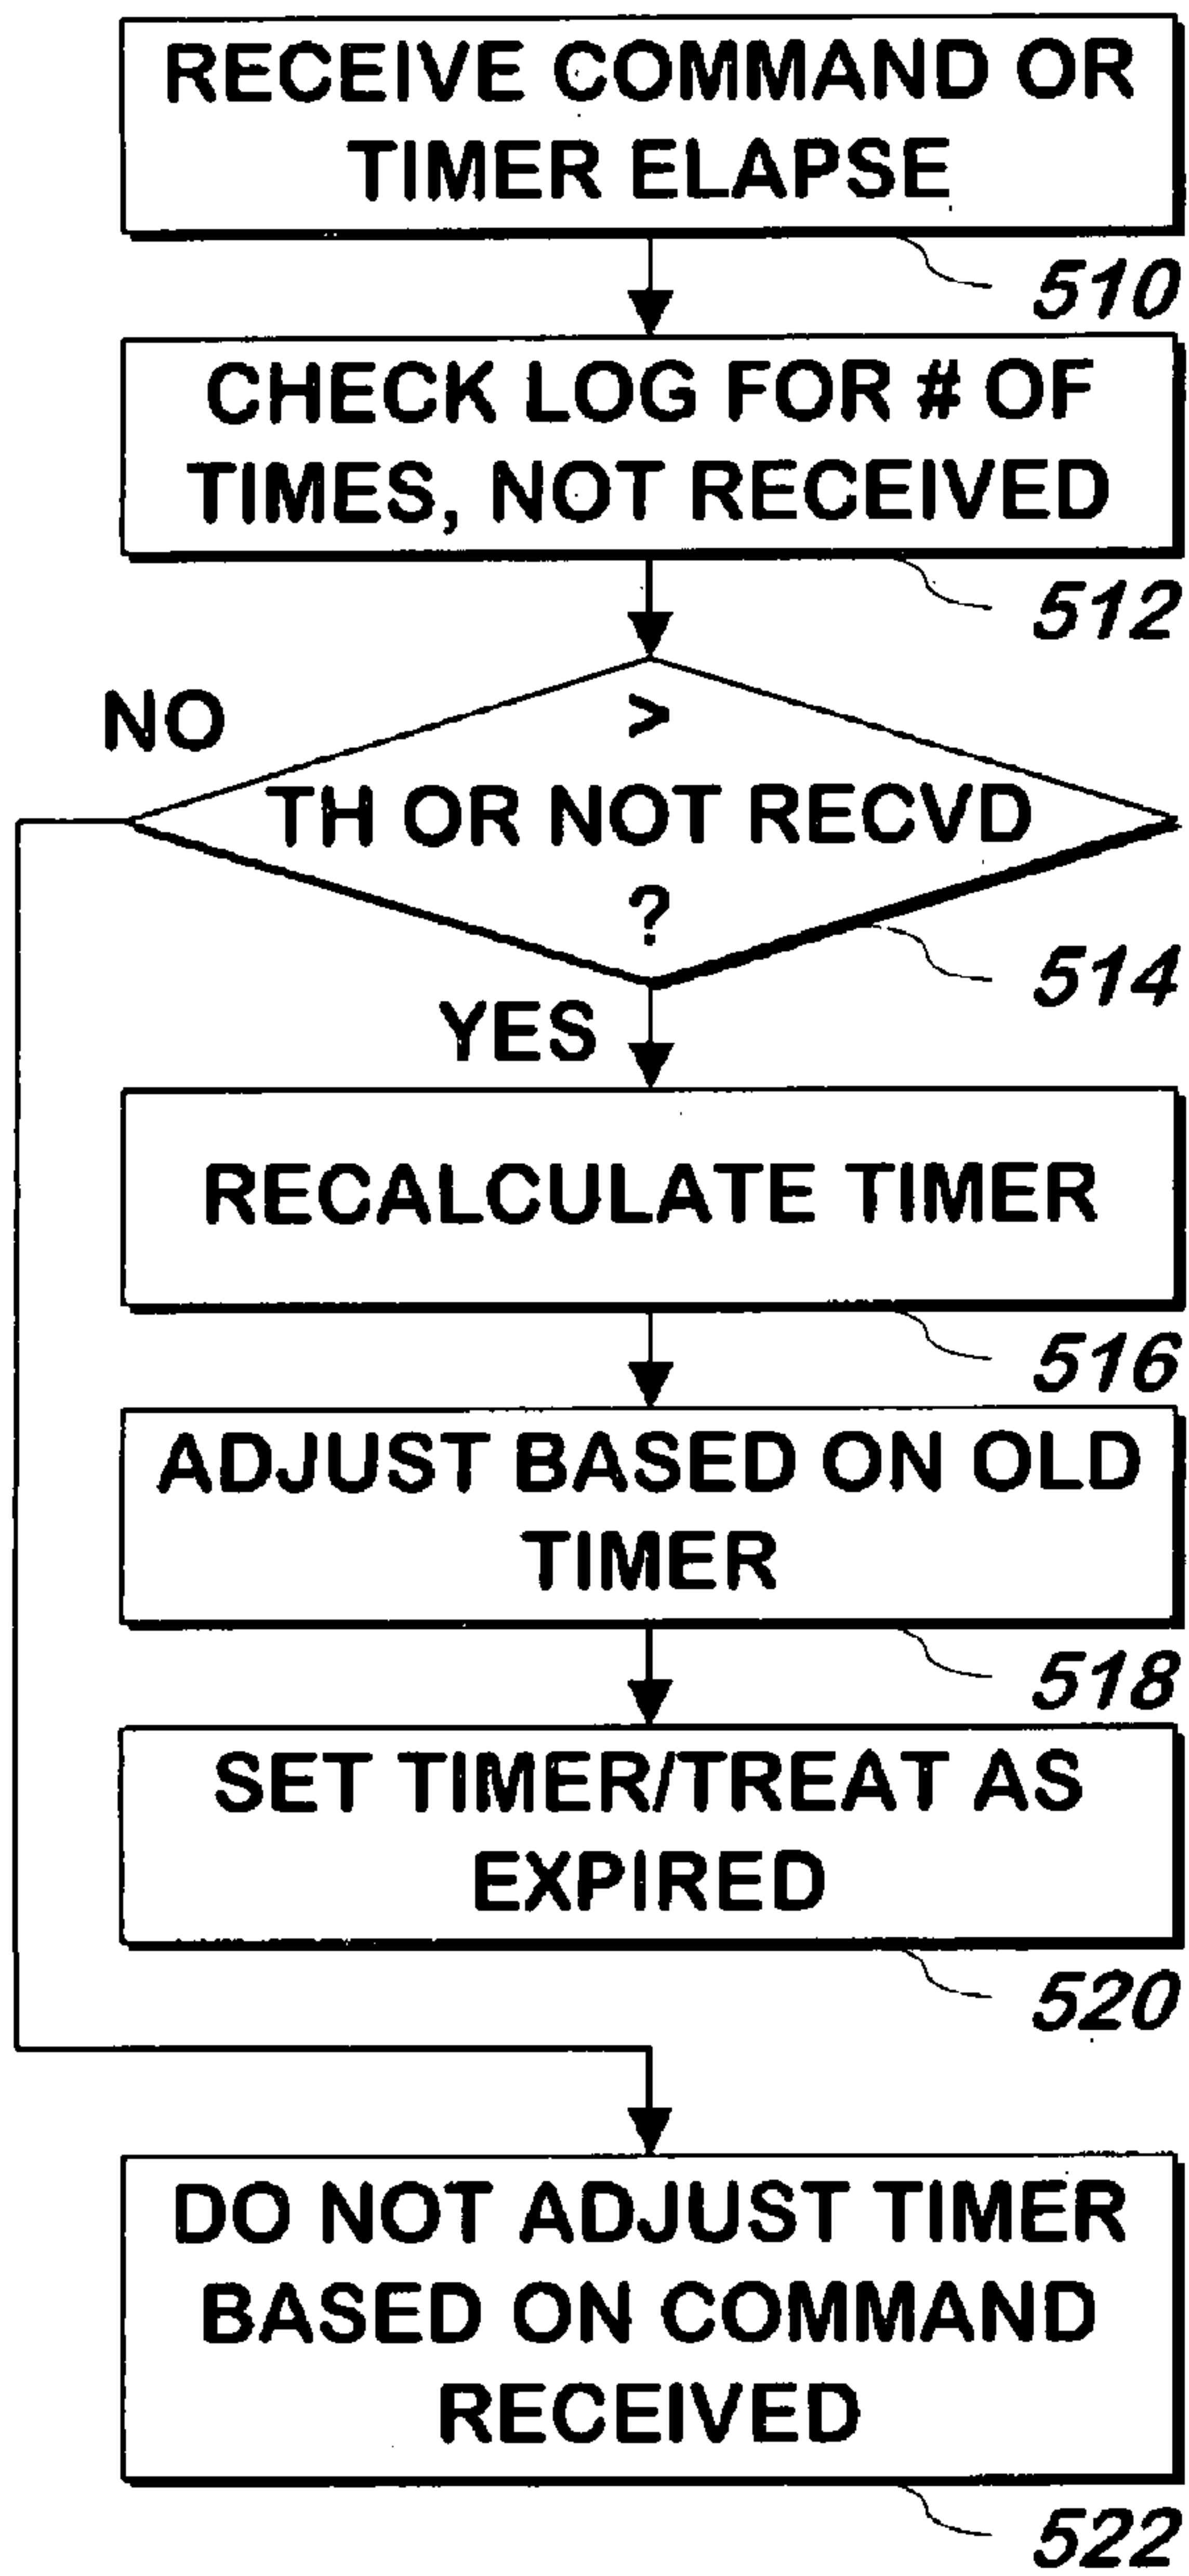 RECEIVE COMMAND OR
TIMER ELAPSE
510
CHECK LOG FOR # OF
TIMES, NOT RECEIVED
512
NO
>
TH OR NOT RECVD
?
514
YES
RECALCULATE TIMER
516
ADJUST BASED ON OLD
TIMER
518
SET TIMER/TREAT AS
EXPIRED
520
DO NOT ADJUST TIMER
BASED ON COMMAND
RECEIVED
522